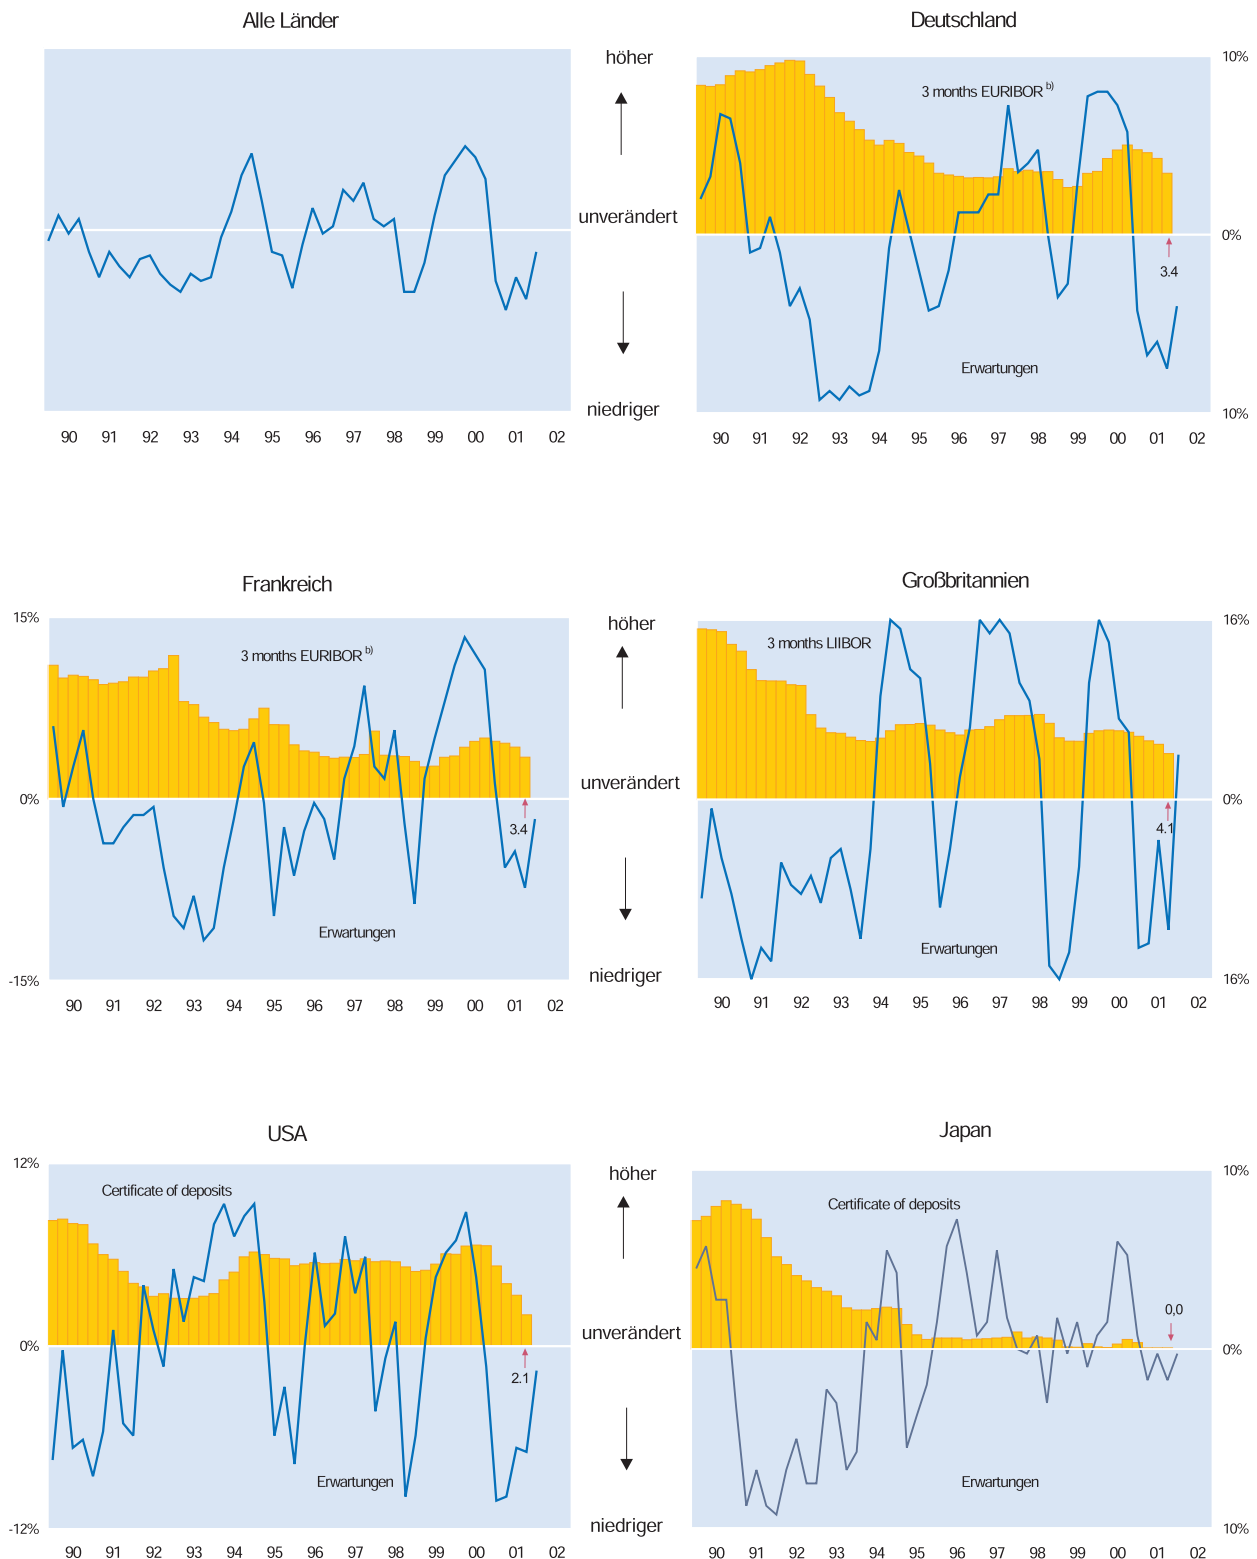 Alle Länder
höher
unverändert
niedriger
90 91 92 93 94 95 96 97 98 99 00 01 02
Deutschland
10%
3 months EURIBOR b)
0%
3.4
Erwartungen
10%
90 91 92 93 94 95 96 97 98 99 00 01 02
Frankreich
15%
3 months EURIBOR b)
0%
3.4
Erwartungen
-15%
90 91 92 93 94 95 96 97 98 99 00 01 02
höher
unverändert
niedriger
Großbritannien
16%
3 months LIIBOR
0%
4.1
Erwartungen
16%
90 91 92 93 94 95 96 97 98 99 00 01 02
USA
12%
Certificate of deposits
0%
2.1
Erwartungen
-12%
90 91 92 93 94 95 96 97 98 99 00 01 02
höher
unverändert
niedriger
Japan
10%
Certificate of deposits
0,0
0%
Erwartungen
10%
90 91 92 93 94 95 96 97 98 99 00 01 02